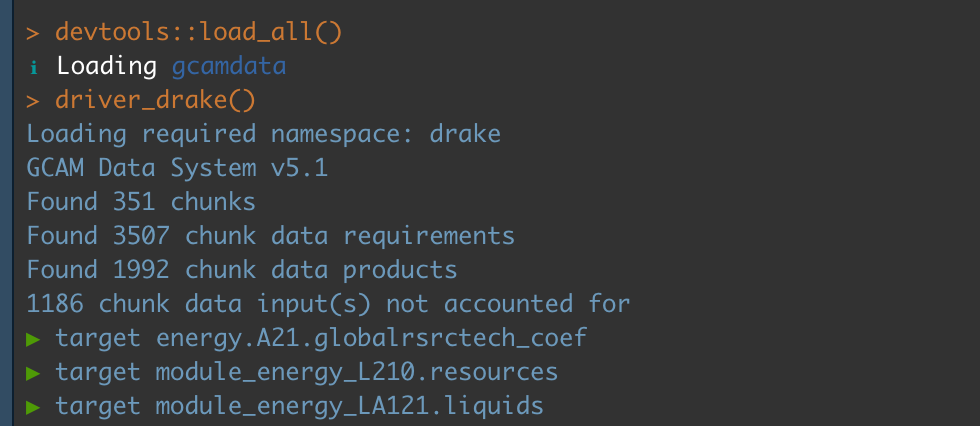 > devtools::load_all()
ℹ Loading gcamdata
> driver_drake()
Loading required namespace: drake
GCAM Data System v5.1
Found 351 chunks
Found 3507 chunk data requirements
Found 1992 chunk data products
1186 chunk data input(s) not accounted for
▶ target energy.A21.globalrsrctech_coef
▶ target module_energy_L210.resources
▶ target module_energy_LA121.liquids